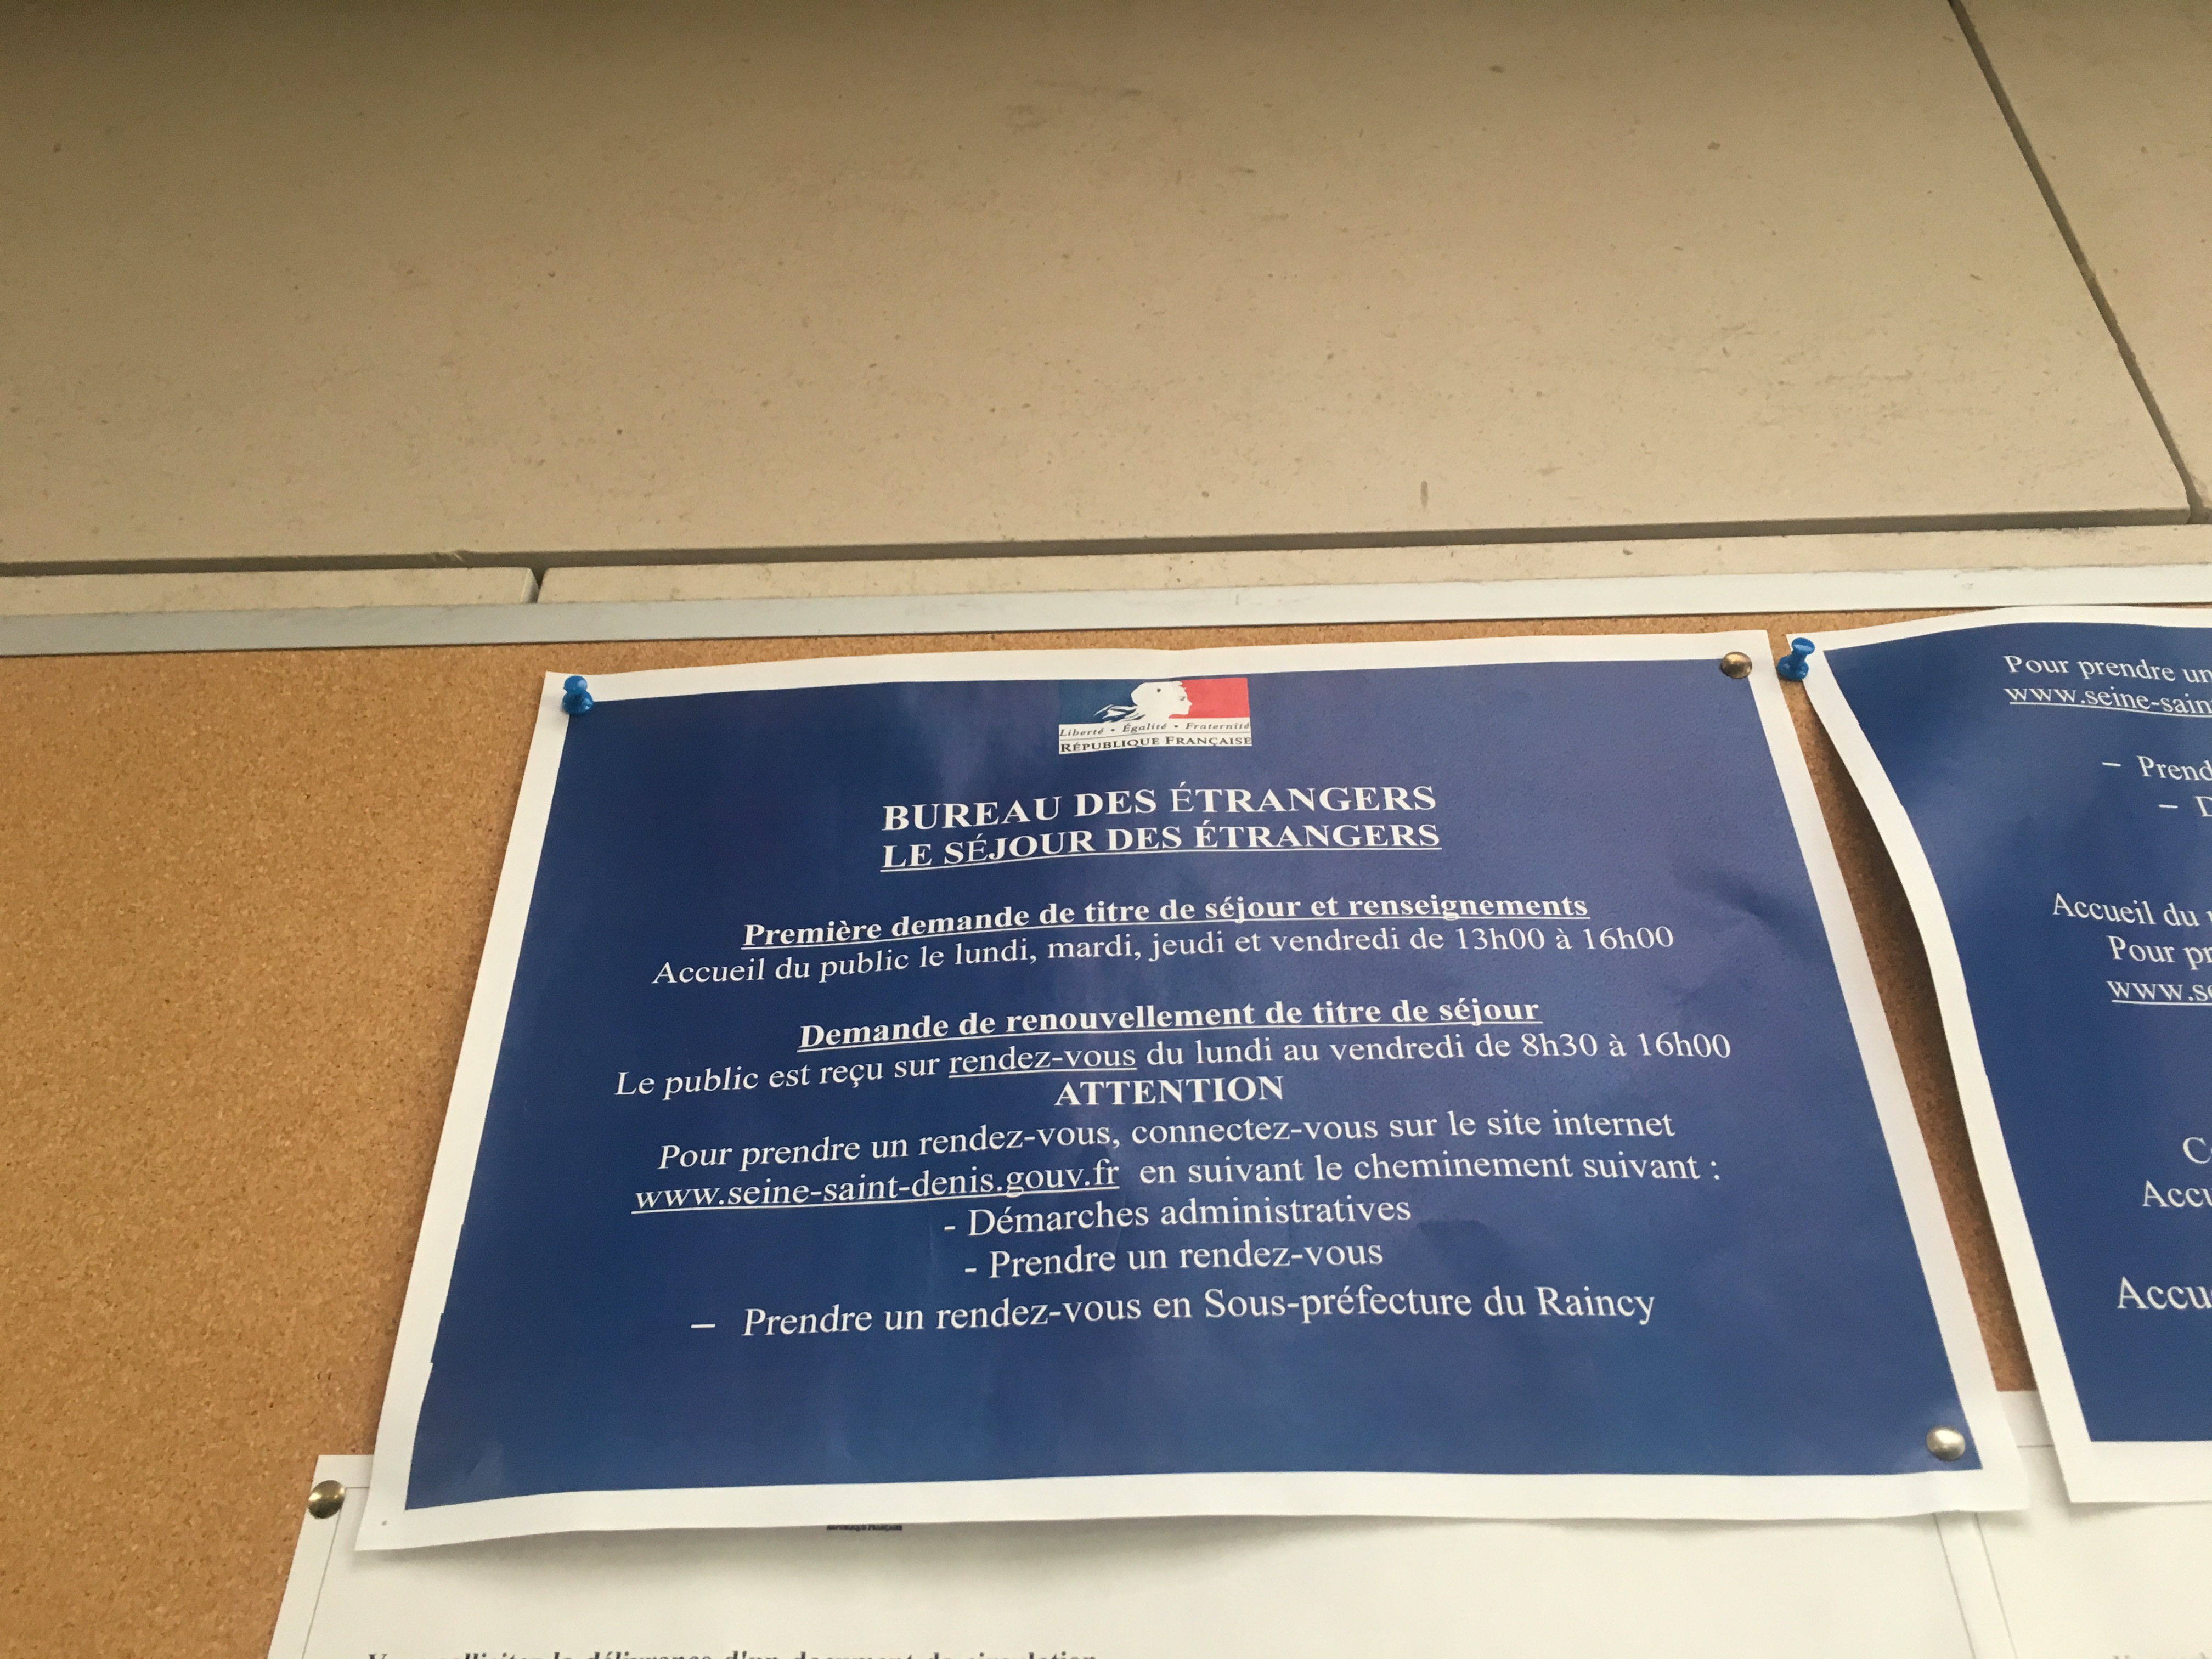 Liberté • Égalité • Fraternité
RÉPUBLIQUE FRANÇAISE
BUREAU DES ÉTRANGERS
LE SÉJOUR DES ÉTRANGERS
Première demande de titre de séjour et renseignements
Accueil du public le lundi, mardi, jeudi et vendredi de 13h00 à 16h00
Demande de renouvellement de titre de séjour
Le public est reçu sur rendez-vous du lundi au vendredi de 8h30 à 16h00
ATTENTION
Pour prendre un rendez-vous, connectez-vous sur le site internet
www.seine-saint-denis.gouv.fr en suivant le cheminement suivant :
- Démarches administratives
- Prendre un rendez-vous
– Prendre un rendez-vous en Sous-préfecture du Raincy
Pour prendre un
www.seine-sain
– Prend
– D
Accueil du
Pour pr
www.se
Accu
Accu